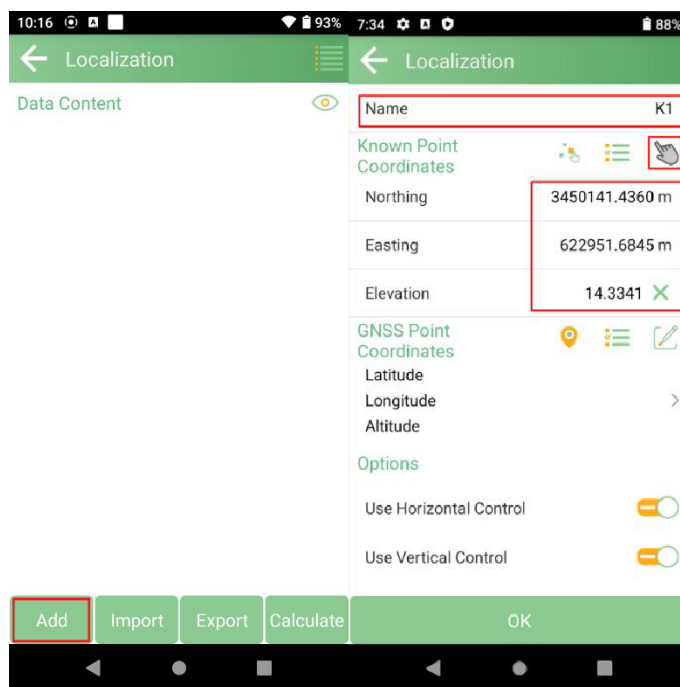 10:16 93%
Localization
Data Content
Add Import Export Calculate
7:34 88%
Localization
Name K1
Known Point
Coordinates
Northing 3450141.4360 m
Easting 622951.6845 m
Elevation 14.3341
GNSS Point
Coordinates
Latitude
Longitude
Altitude
Options
Use Horizontal Control
Use Vertical Control
OK